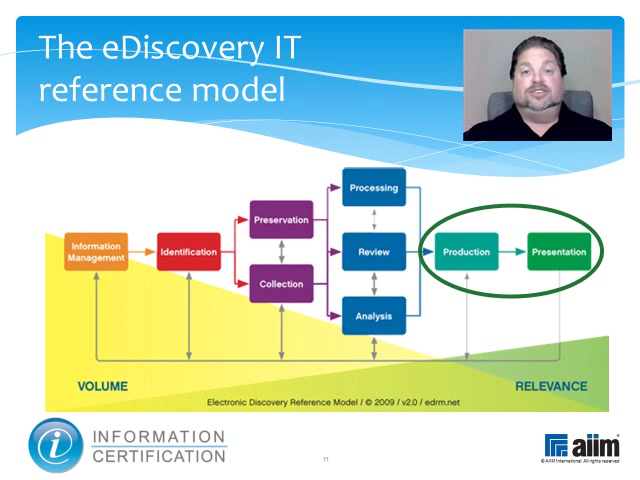 The eDiscovery IT
reference model
Processing
Preservation
Information
Management
Identification
Review
Production
Presentation
Collection
Analysis
VOLUME
RELEVANCE
Electronic Discovery Reference Model / © 2009 / v2.0 / edrm.net
i
INFORMATION
CERTIFICATION
11
aiim
© AIIM International. All rights reserved